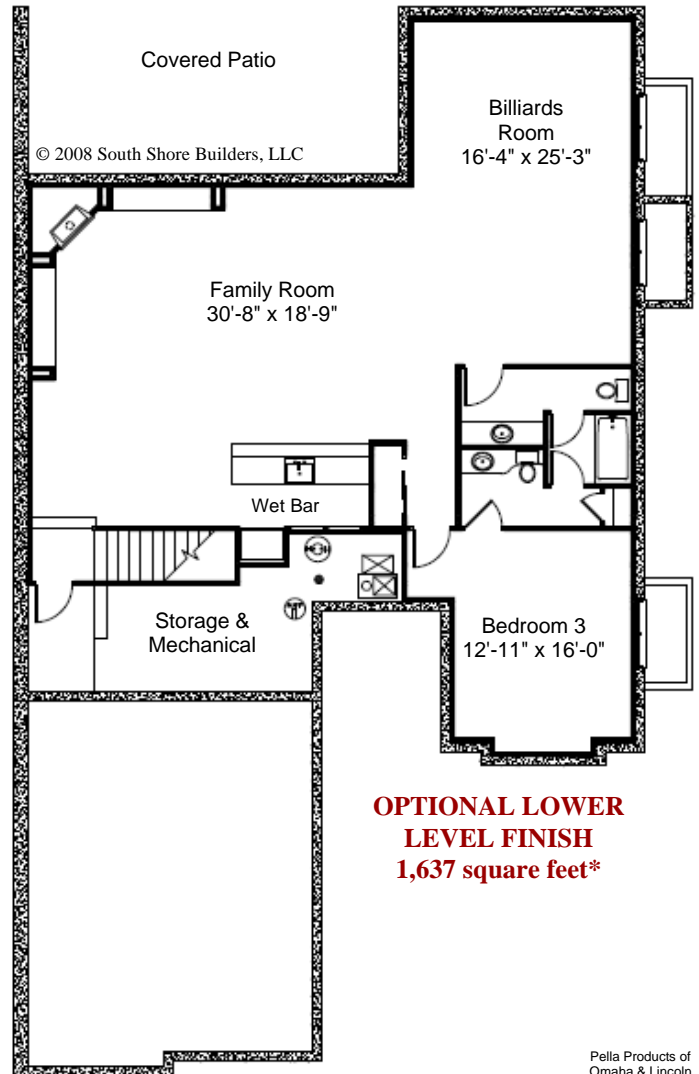 Covered Patio
© 2008 South Shore Builders, LLC
Billiards
Room
16'-4" x 25'-3"
Family Room
30'-8" x 18'-9"
Wet Bar
Storage &
Mechanical
Bedroom 3
12'-11" x 16'-0"
OPTIONAL LOWER
LEVEL FINISH
1,637 square feet*
Pella Products of
Omaha & Lincoln